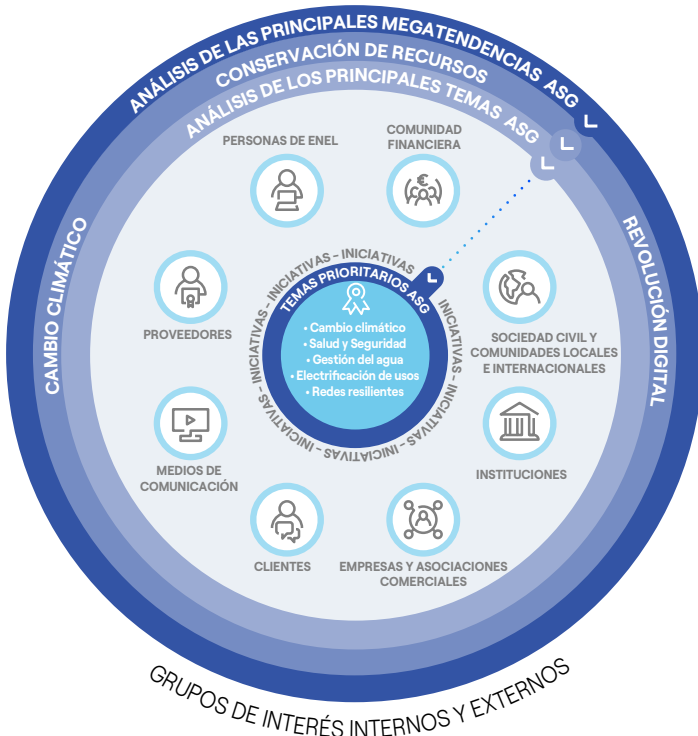 ANÁLISIS DE LAS PRINCIPALES MEGATENDENCIAS ASG
CONSERVACIÓN DE RECURSOS
ANÁLISIS DE LOS PRINCIPALES TEMAS ASG
CAMBIO CLIMÁTICO
REVOLUCIÓN DIGITAL
PERSONAS DE ENEL
COMUNIDAD
FINANCIERA
PROVEEDORES
SOCIEDAD CIVIL Y
COMUNIDADES LOCALES
E INTERNACIONALES
INICIATIVAS - INICIATIVAS - INICIATIVAS - INICIATIVAS - INICIATIVAS - INICIATIVAS - INICIATIVAS - INICIATIVAS
TEMAS PRIORITARIOS ASG
• Cambio climático
• Salud y Seguridad
• Gestión del agua
• Electrificación de usos
• Redes resilientes
MEDIOS DE
COMUNICACIÓN
INSTITUCIONES
CLIENTES
EMPRESAS Y ASOCIACIONES
COMERCIALES
GRUPOS DE INTERÉS INTERNOS Y EXTERNOS